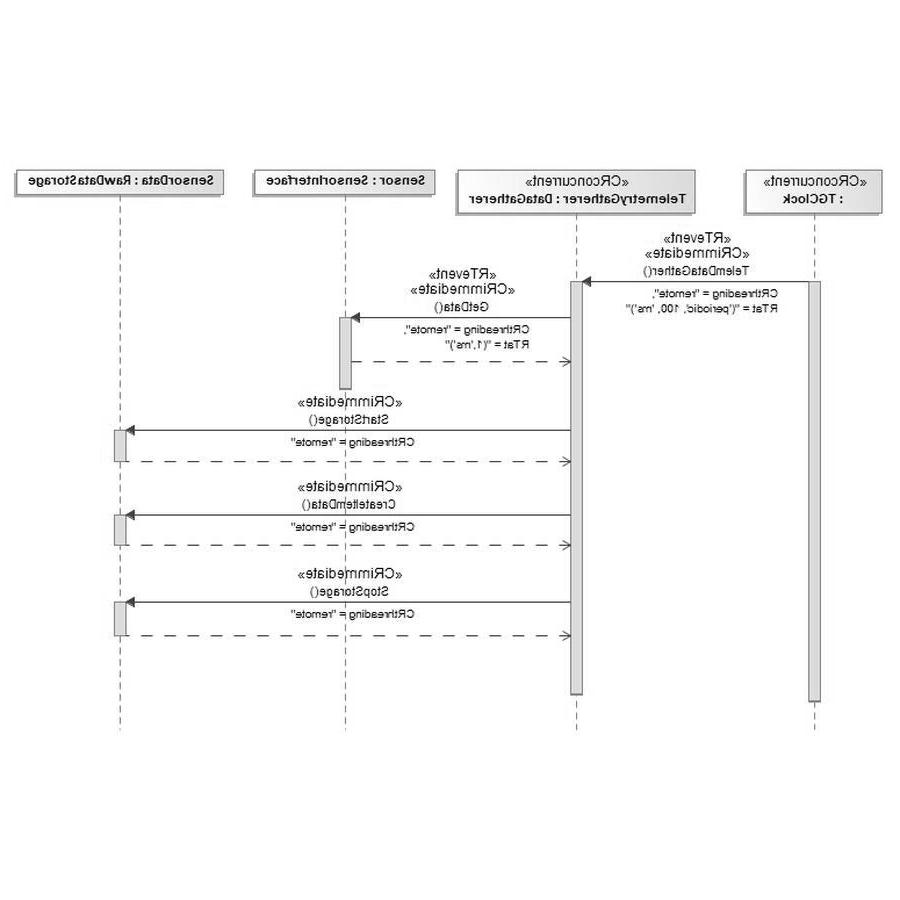 «CRconcurrent»
: TGClock
«CRconcurrent»
TelemetryGatherer : DataGatherer
Sensor : SensorInterface
SensorData : RawDataStorage
«RTevent»
«CRimmediate»
TelemDataGather()
CRthreading = "remote",
RTat = "('periodic', 100, 'ms')"
«RTevent»
«CRimmediate»
GetData()
CRthreading = "remote",
RTat = "(1,'ms')"
«CRimmediate»
StartStorage()
CRthreading = "remote"
«CRimmediate»
CreateItemData()
CRthreading = "remote"
«CRimmediate»
StopStorage()
CRthreading = "remote"